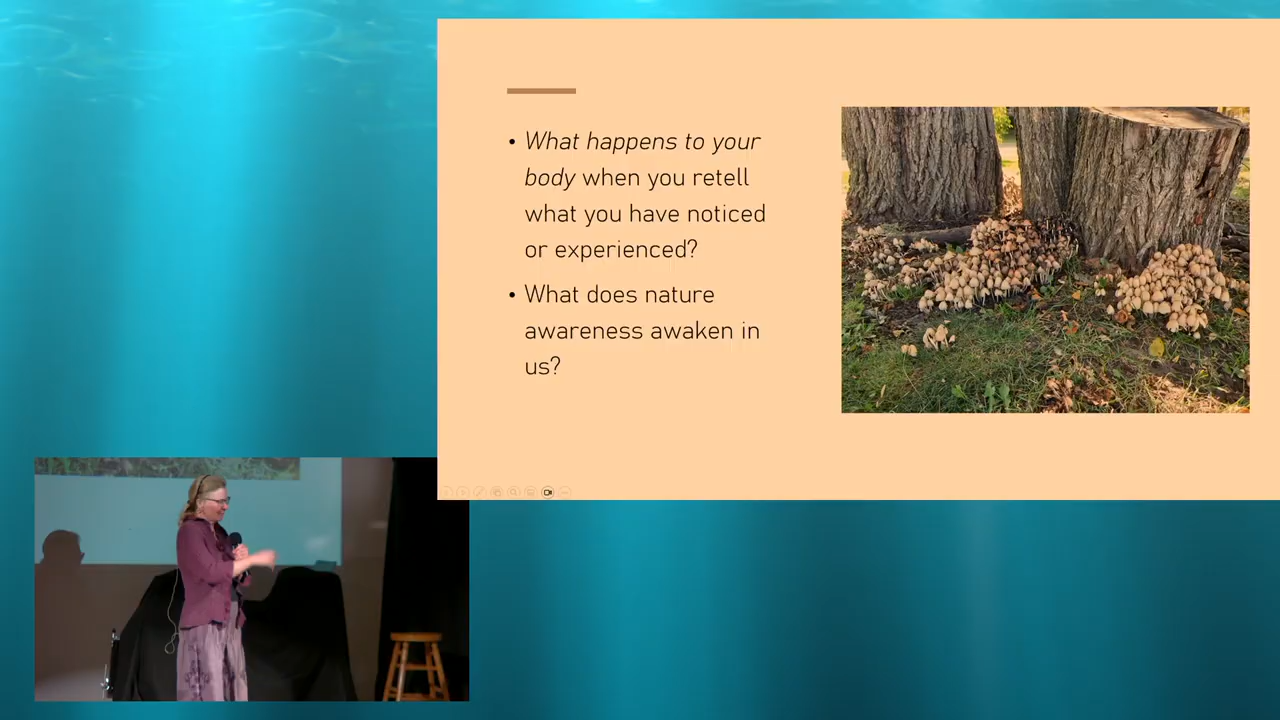 • What happens to your
body when you retell
what you have noticed
or experienced?
• What does nature
awareness awaken in
us?